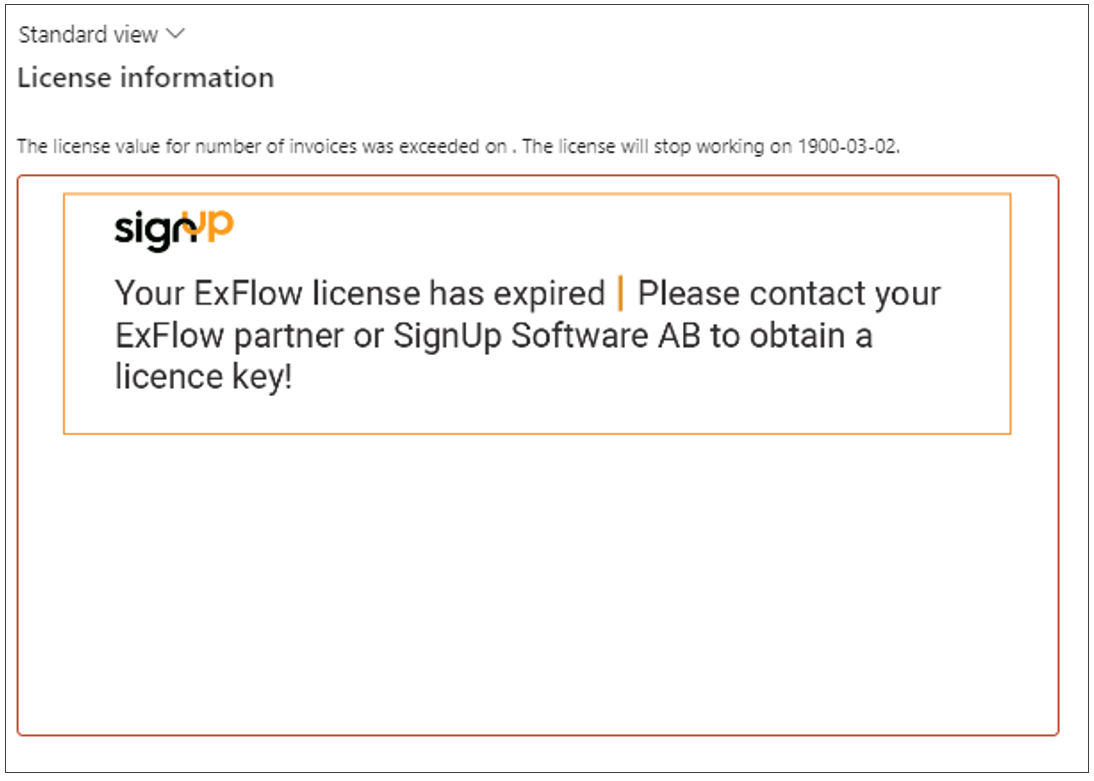 Standard view
License information
The license value for number of invoices was exceeded on . The license will stop working on 1900-03-02.
signUP
Your ExFlow license has expired | Please contact your
ExFlow partner or SignUp Software AB to obtain a
licence key!